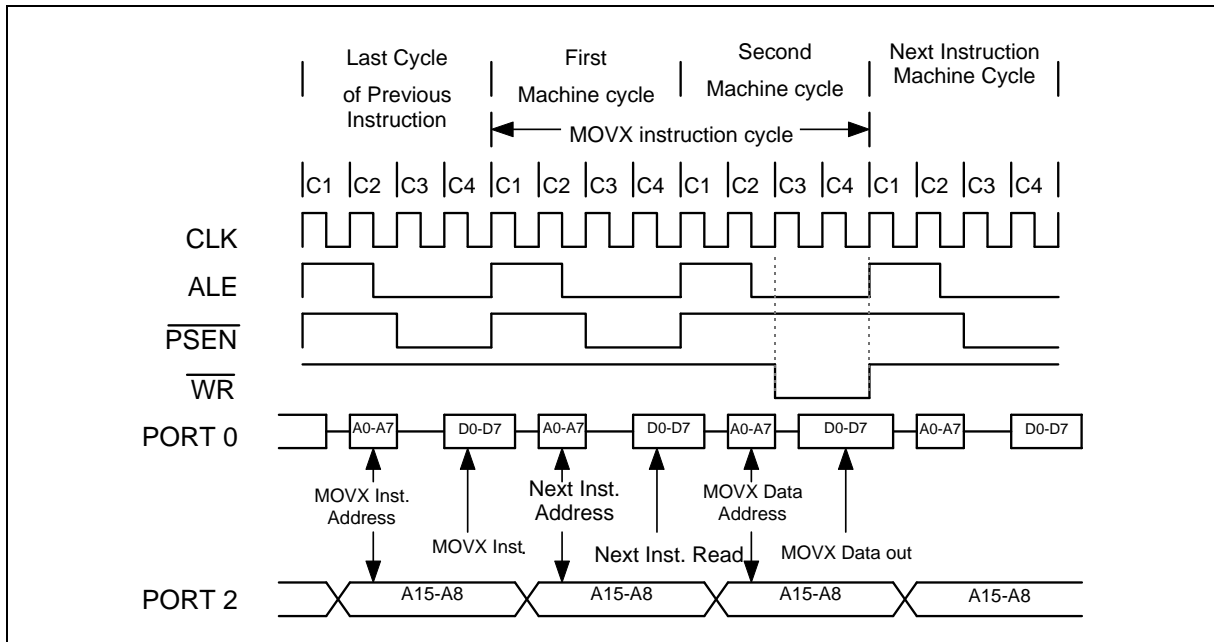 Last Cycle
of Previous
Instruction
First
Machine cycle
Second
Machine cycle
Next Instruction
Machine Cycle
MOVX instruction cycle
C1 C2 C3 C4 C1 C2 C3 C4 C1 C2 C3 C4 C1 C2 C3 C4
CLK
ALE
PSEN
WR
PORT 0
A0-A7 D0-D7 A0-A7 D0-D7 A0-A7 D0-D7 A0-A7 D0-D7
MOVX Inst.
Address
MOVX Inst.
Next Inst.
Address
Next Inst. Read
MOVX Data
Address
MOVX Data out
PORT 2
A15-A8 A15-A8 A15-A8 A15-A8